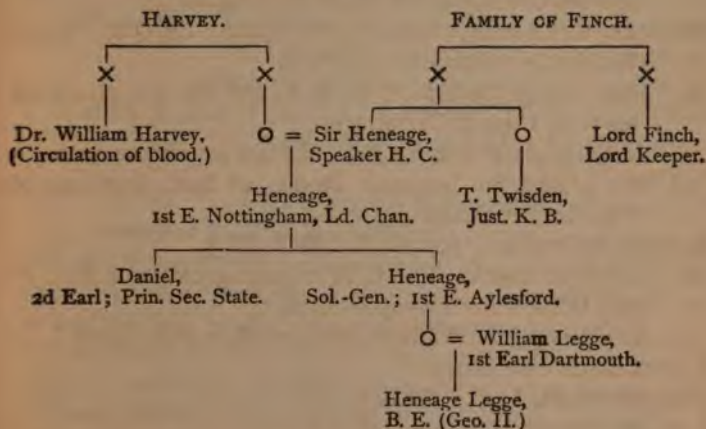 HARVEY. FAMILY OF FINCH.
× × × ×
Dr. William Harvey. O = Sir Heneage, O Lord Finch,
(Circulation of blood.) Speaker H. C. Lord Keeper.
Heneage, T. Twisden,
1st E. Nottingham, Ld. Chan. Just. K. B.
Daniel, Heneage,
2d Earl; Prin. Sec. State. Sol.-Gen.; 1st E. Aylesford.
O = William Legge,
1st Earl Dartmouth.
Heneage Legge,
B. E. (Geo. II.)